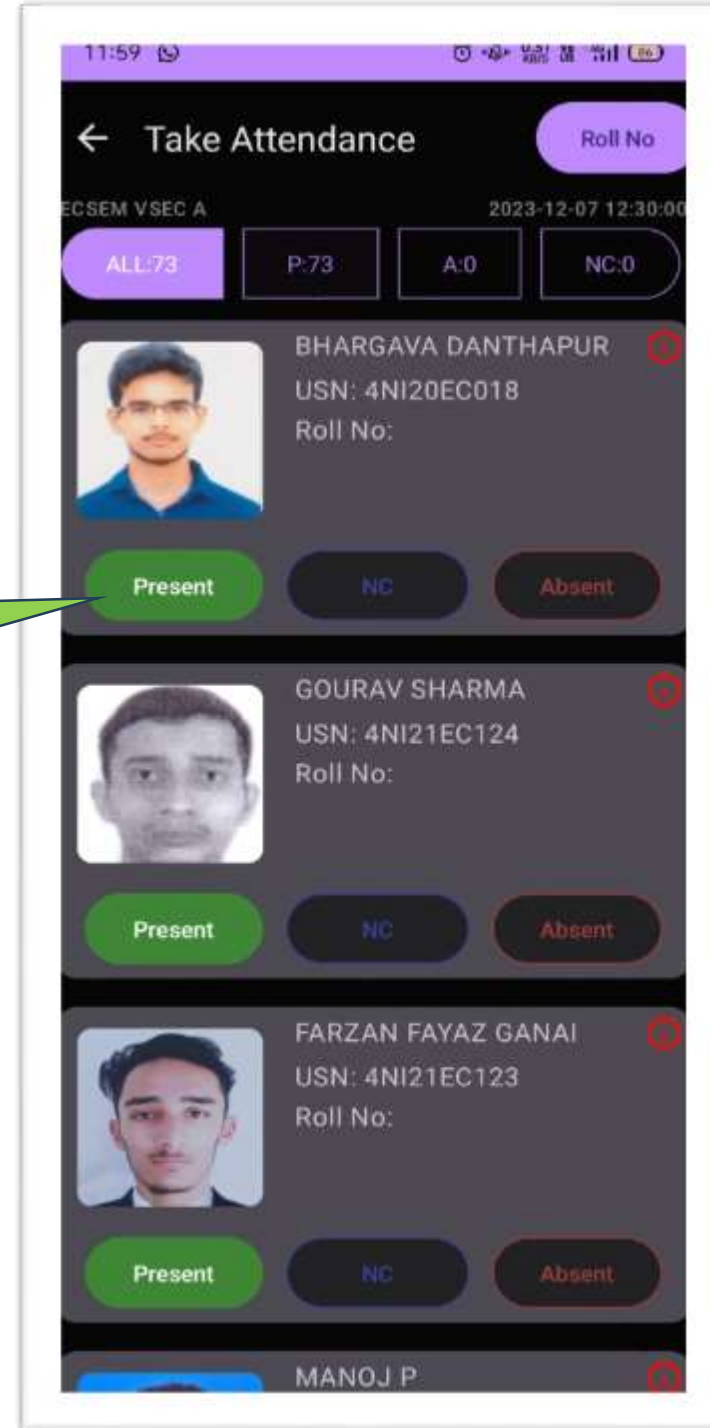 11:59
Take Attendance
Roll No
ECSEM VSEC A
2023-12-07 12:30:00
ALL:73
P:73
A:0
NC:0
BHARGAVA DANTHAPUR
USN: 4NI20EC018
Roll No:
Present
NC
Absent
GOURAV SHARMA
USN: 4NI21EC124
Roll No:
Present
NC
Absent
FARZAN FAYAZ GANAI
USN: 4NI21EC123
Roll No:
Present
NC
Absent
MANOJ P